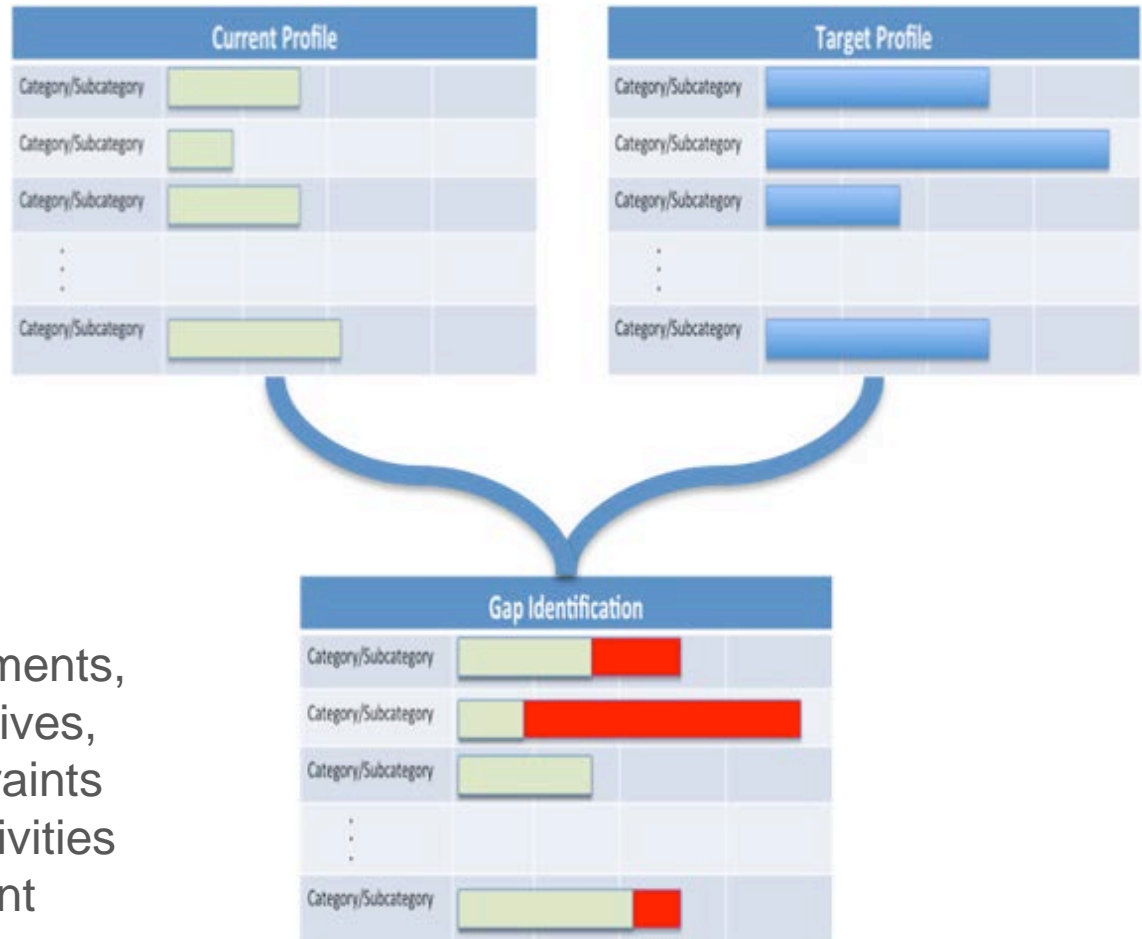 Current Profile
Category/Subcategory
Category/Subcategory
Category/Subcategory
Category/Subcategory
Target Profile
Category/Subcategory
Category/Subcategory
Category/Subcategory
Category/Subcategory
Gap Identification
Category/Subcategory
Category/Subcategory
Category/Subcategory
Category/Subcategory
ments,
ives,
aints
ivities
nt